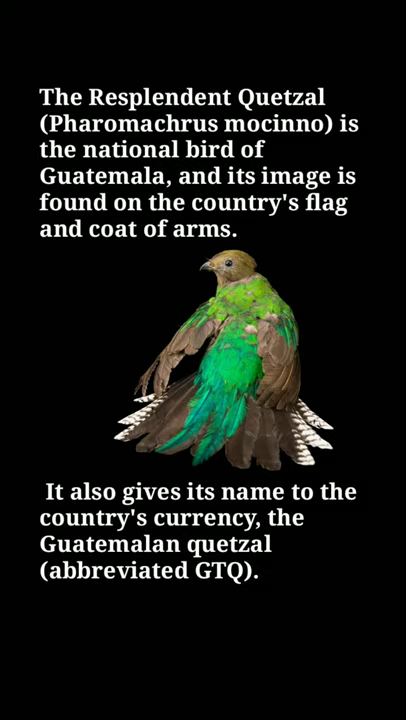 The Resplendent Quetzal
(Pharomachrus mocinno) is
the national bird of
Guatemala, and its image is
found on the country's flag
and coat of arms.
It also gives its name to the
country's currency, the
Guatemalan quetzal
(abbreviated GTQ).